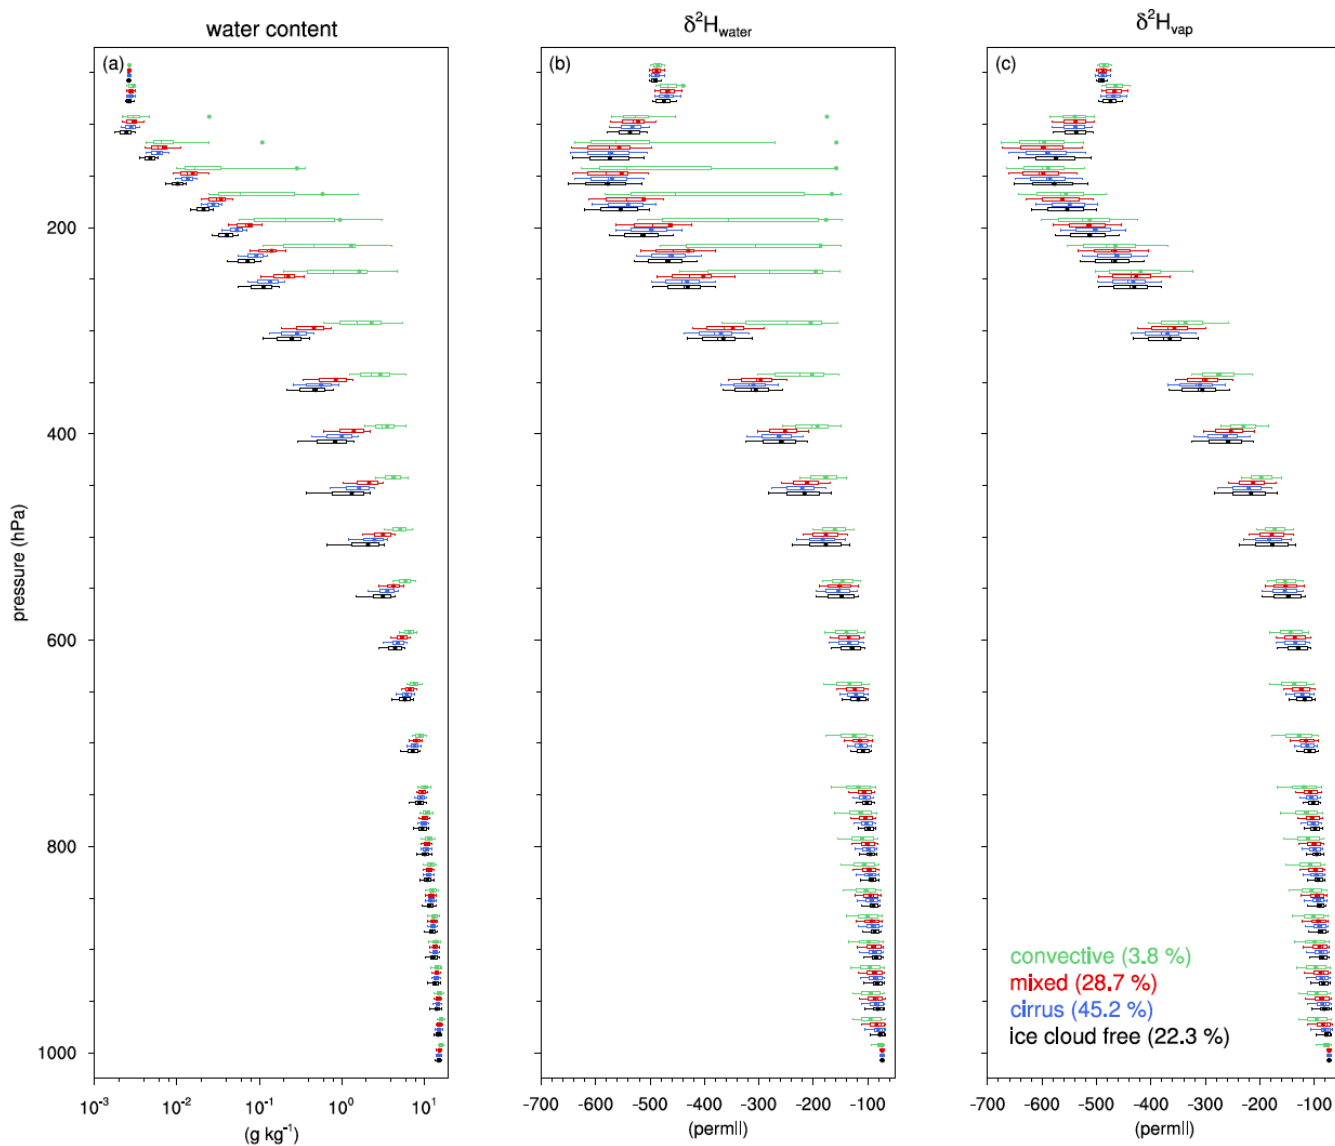 water content
δ²H_water
δ²H_vap
(a)
(b)
(c)
pressure (hPa)
200
400
600
800
1000
convective (3.8 %)
mixed (28.7 %)
cirrus (45.2 %)
ice cloud free (22.3 %)
10⁻³ 10⁻² 10⁻¹ 10⁰ 10¹
(g kg⁻¹)
-700 -600 -500 -400 -300 -200 -100
(permil)
-700 -600 -500 -400 -300 -200 -100
(permil)